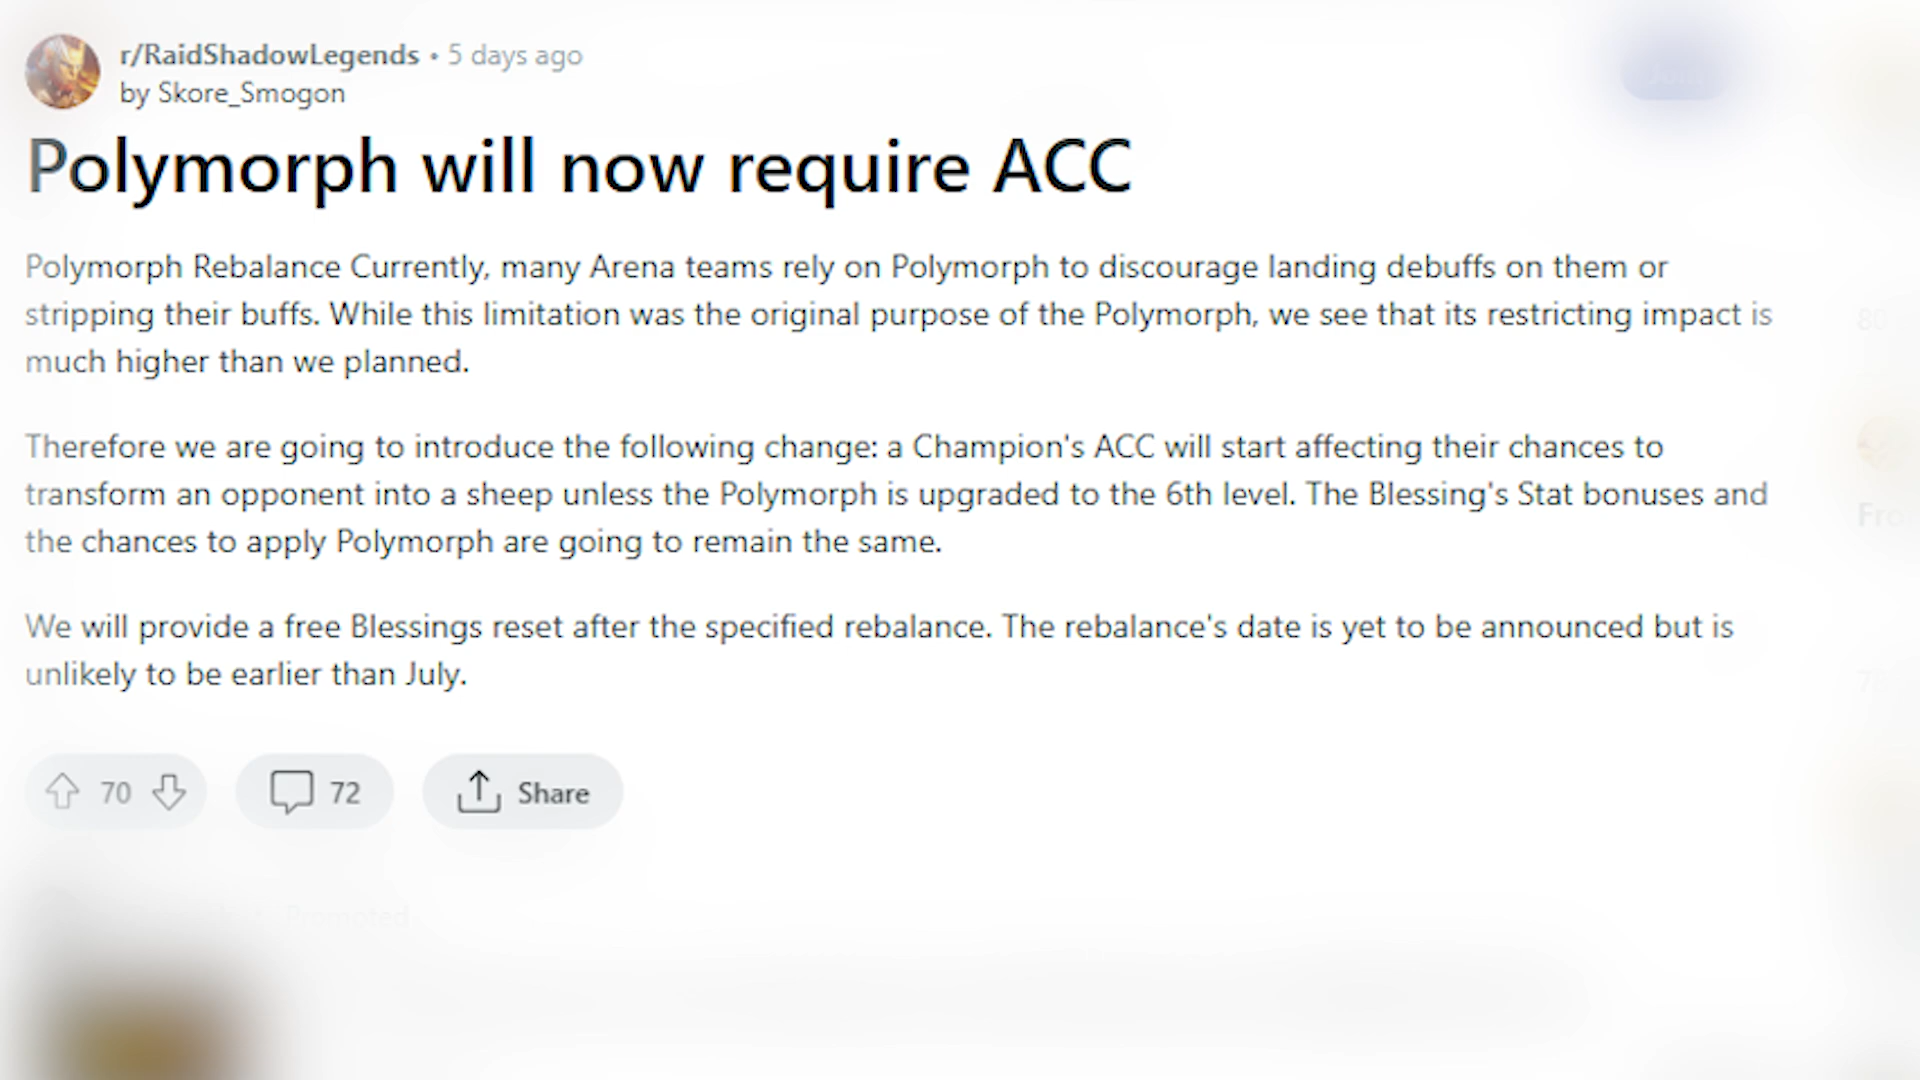 r/RaidShadowLegends • 5 days ago
by Skore_Smogon
Polymorph will now require ACC
Polymorph Rebalance Currently, many Arena teams rely on Polymorph to discourage landing debuffs on them or
stripping their buffs. While this limitation was the original purpose of the Polymorph, we see that its restricting impact is
much higher than we planned.
Therefore we are going to introduce the following change: a Champion's ACC will start affecting their chances to
transform an opponent into a sheep unless the Polymorph is upgraded to the 6th level. The Blessing's Stat bonuses and
the chances to apply Polymorph are going to remain the same.
We will provide a free Blessings reset after the specified rebalance. The rebalance's date is yet to be announced but is
unlikely to be earlier than July.
70
72
Share
Promoted